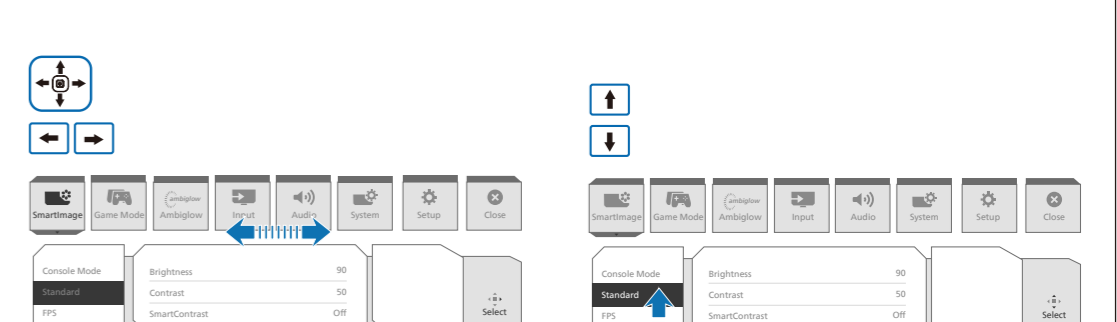 SmartImage Game Mode ambiglow Ambiglow Input Audio System Setup Close
Console Mode
Standard
FPS
Brightness 90
Contrast 50
SmartContrast Off
Select
SmartImage Game Mode ambiglow Ambiglow Input Audio System Setup Close
Console Mode
Standard
FPS
Brightness 90
Contrast 50
SmartContrast Off
Select